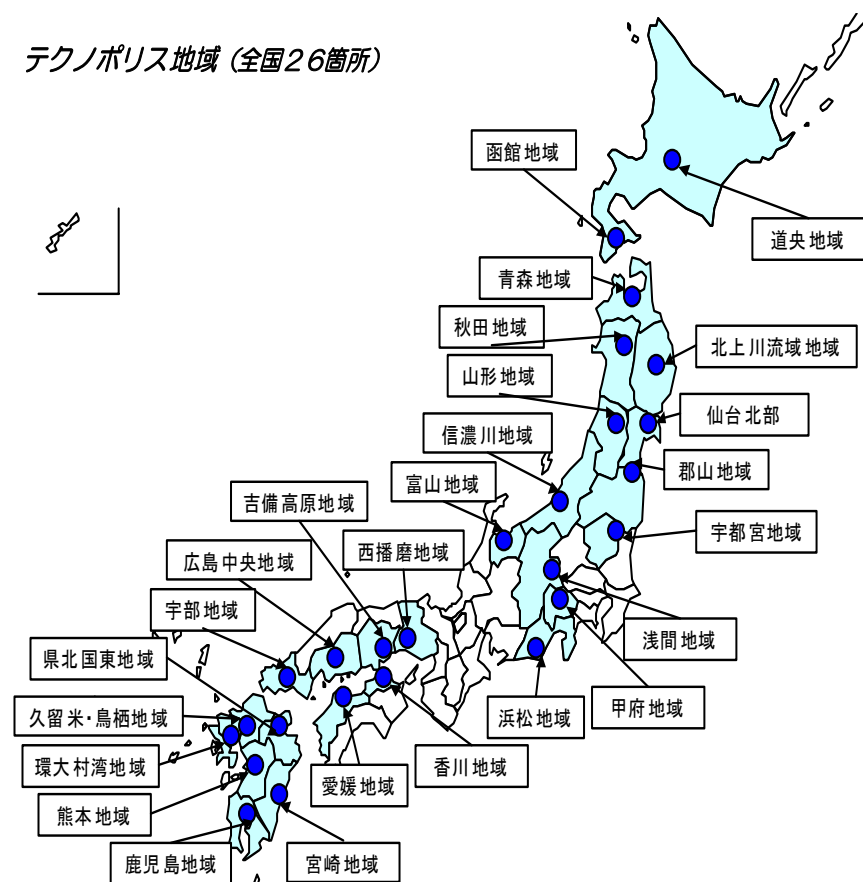 テクノポリス地域(全国26箇所)
函館地域
道央地域
青森地域
秋田地域
北上川流域地域
山形地域
仙台北部
信濃川地域
郡山地域
富山地域
吉備高原地域
宇都宮地域
西播磨地域
広島中央地域
宇部地域
浅間地域
県北国東地域
甲府地域
浜松地域
久留米・鳥栖地域
香川地域
環大村湾地域
愛媛地域
熊本地域
鹿児島地域
宮崎地域